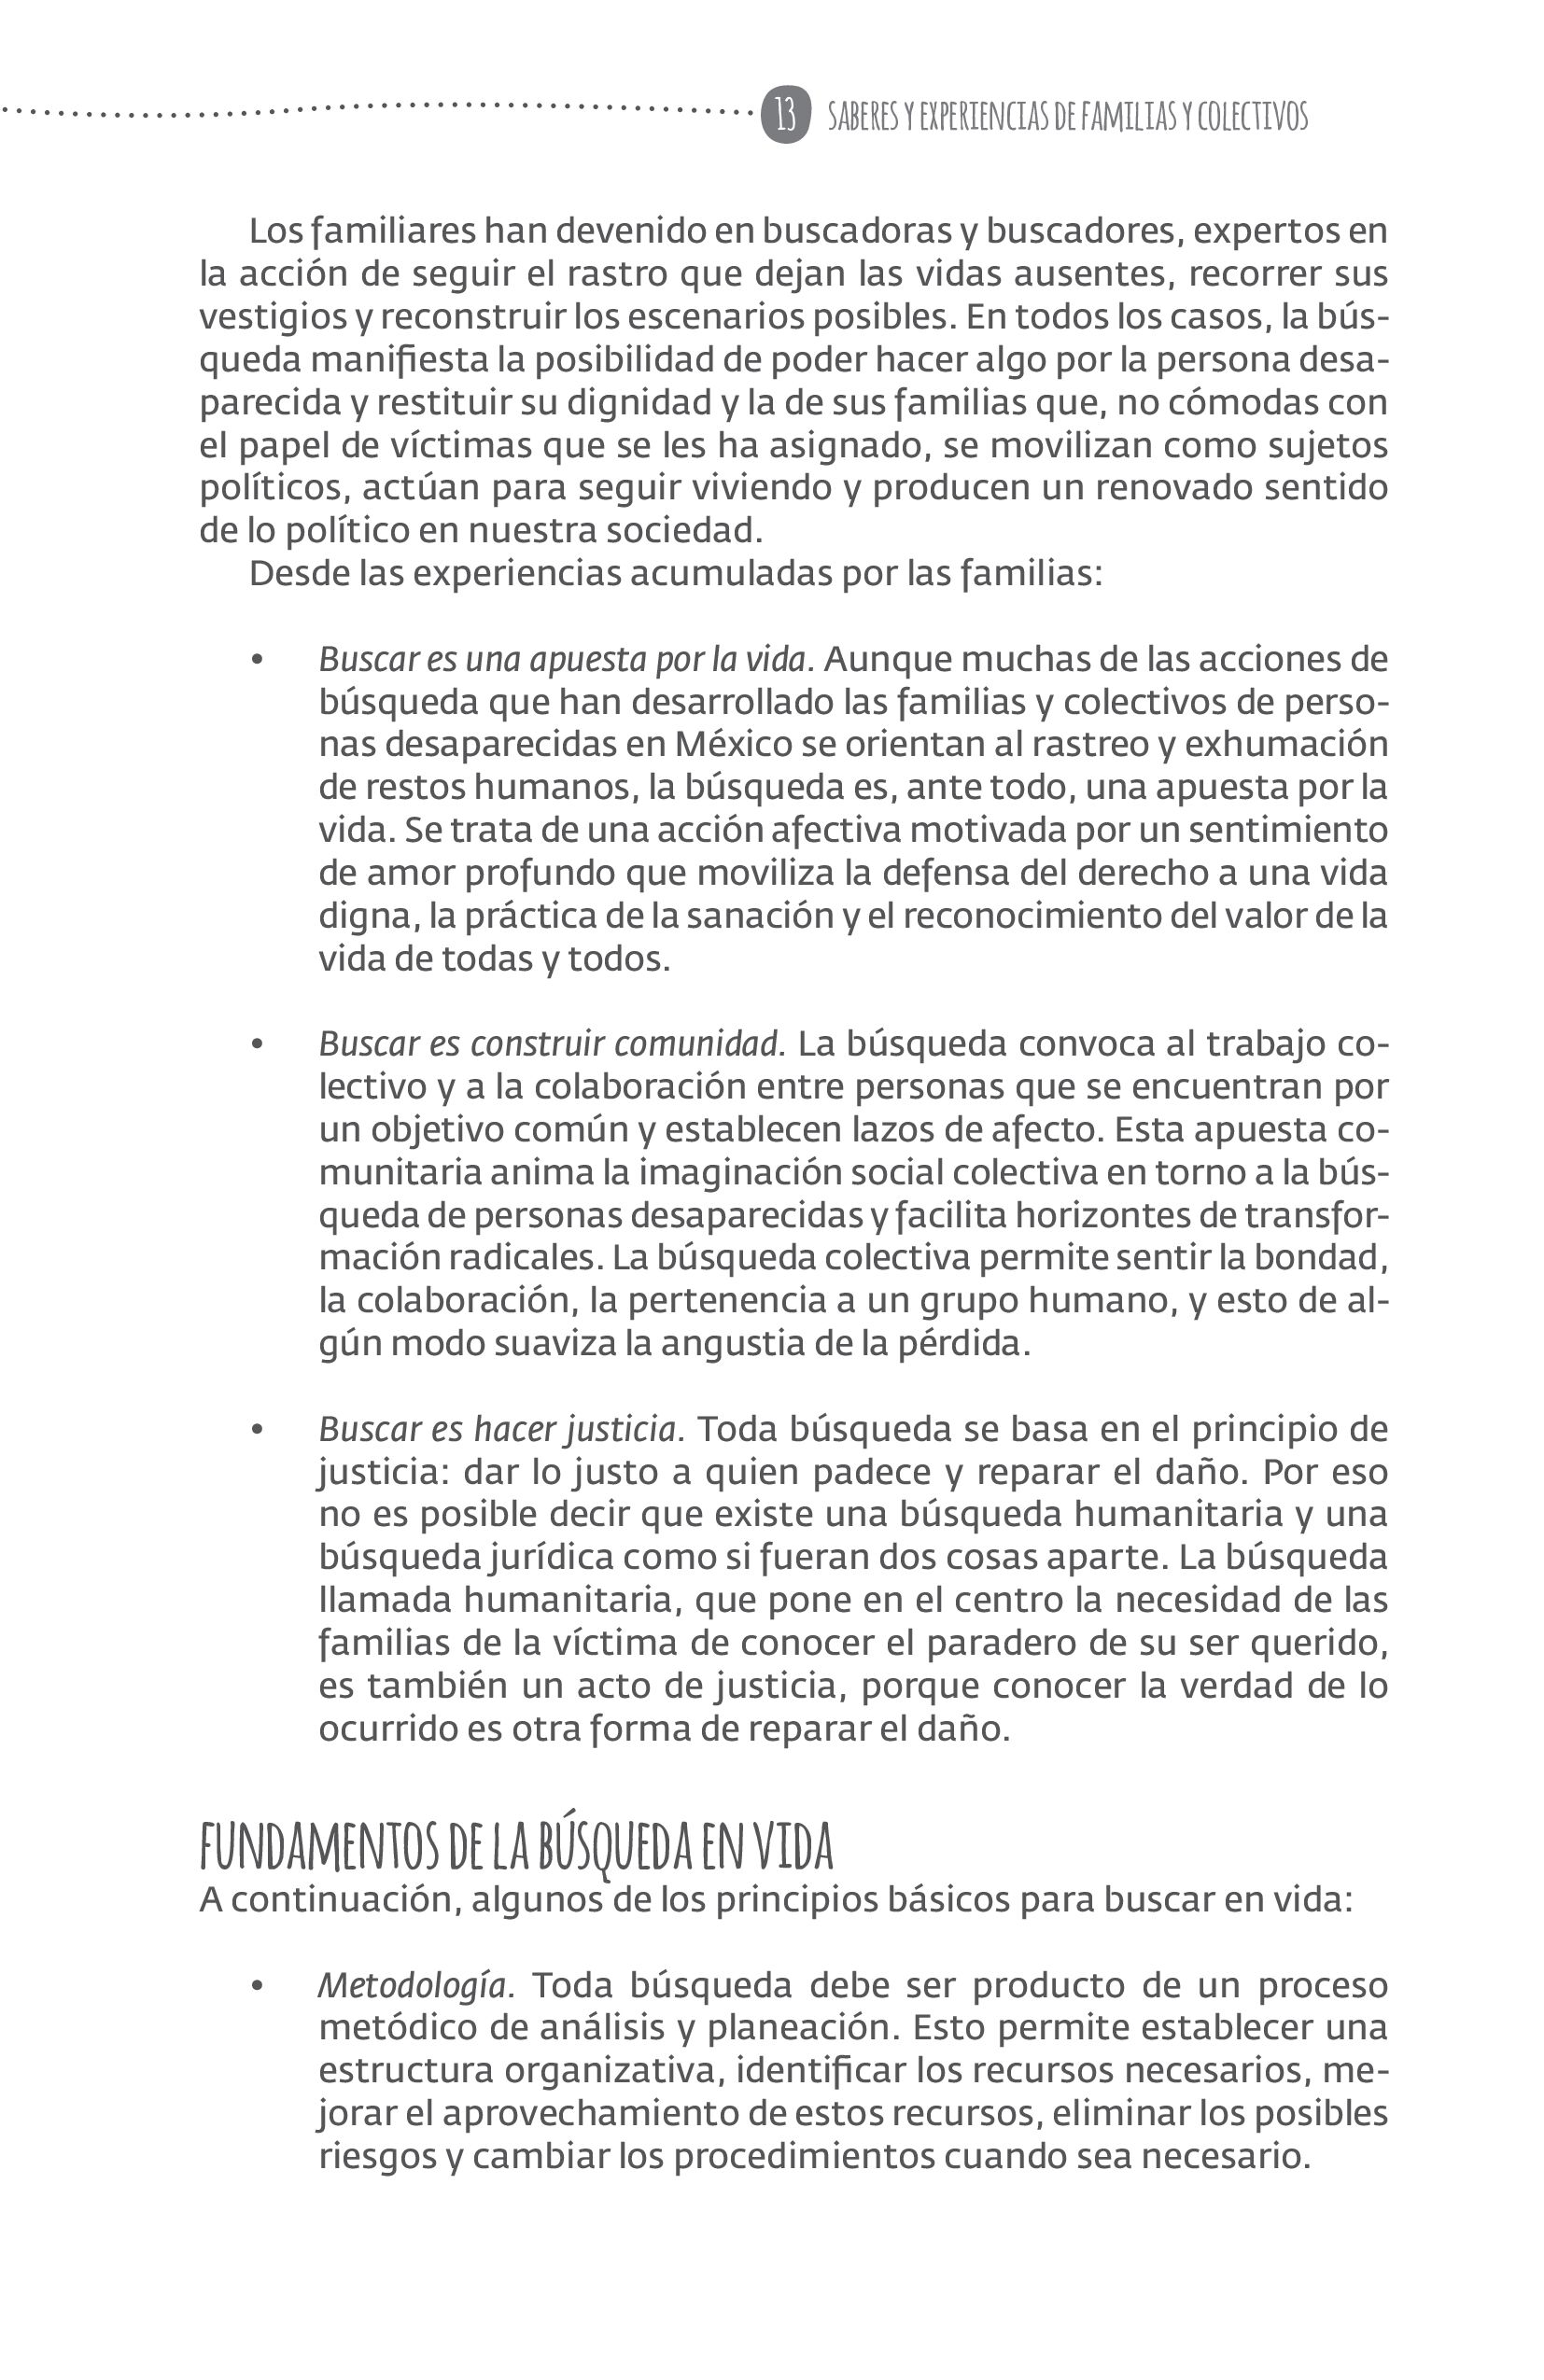 13 SABERES Y EXPERIENCIAS DE FAMILIAS Y COLECTIVOS
Los familiares han devenido en buscadoras y buscadores, expertos en
la acción de seguir el rastro que dejan las vidas ausentes, recorrer sus
vestigios y reconstruir los escenarios posibles. En todos los casos, la bús-
queda manifiesta la posibilidad de poder hacer algo por la persona desa-
parecida y restituir su dignidad y la de sus familias que, no cómodas con
el papel de víctimas que se les ha asignado, se movilizan como sujetos
políticos, actúan para seguir viviendo y producen un renovado sentido
de lo político en nuestra sociedad.
Desde las experiencias acumuladas por las familias:
• Buscar es una apuesta por la vida. Aunque muchas de las acciones de
búsqueda que han desarrollado las familias y colectivos de perso-
nas desaparecidas en México se orientan al rastreo y exhumación
de restos humanos, la búsqueda es, ante todo, una apuesta por la
vida. Se trata de una acción afectiva motivada por un sentimiento
de amor profundo que moviliza la defensa del derecho a una vida
digna, la práctica de la sanación y el reconocimiento del valor de la
vida de todas y todos.
• Buscar es construir comunidad. La búsqueda convoca al trabajo co-
lectivo y a la colaboración entre personas que se encuentran por
un objetivo común y establecen lazos de afecto. Esta apuesta co-
munitaria anima la imaginación social colectiva en torno a la bús-
queda de personas desaparecidas y facilita horizontes de transfor-
mación radicales. La búsqueda colectiva permite sentir la bondad,
la colaboración, la pertenencia a un grupo humano, y esto de al-
gún modo suaviza la angustia de la pérdida.
• Buscar es hacer justicia. Toda búsqueda se basa en el principio de
justicia: dar lo justo a quien padece y reparar el daño. Por eso
no es posible decir que existe una búsqueda humanitaria y una
búsqueda jurídica como si fueran dos cosas aparte. La búsqueda
llamada humanitaria, que pone en el centro la necesidad de las
familias de la víctima de conocer el paradero de su ser querido,
es también un acto de justicia, porque conocer la verdad de lo
ocurrido es otra forma de reparar el daño.
FUNDAMENTOS DE LA BÚSQUEDA EN VIDA
A continuación, algunos de los principios básicos para buscar en vida:
• Metodología. Toda búsqueda debe ser producto de un proceso
metódico de análisis y planeación. Esto permite establecer una
estructura organizativa, identificar los recursos necesarios, me-
jorar el aprovechamiento de estos recursos, eliminar los posibles
riesgos y cambiar los procedimientos cuando sea necesario.